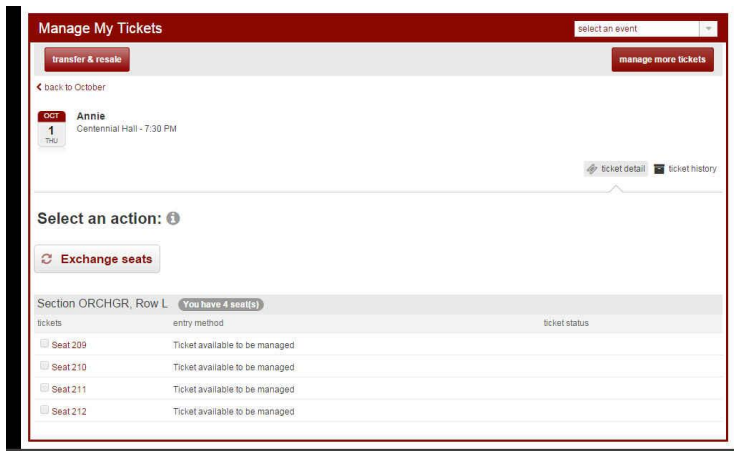 Manage My Tickets
select an event
transfer & resale
manage more tickets
back to October
OCT
1
THU
Annie
Centennial Hall - 7:30 PM
ticket detail
ticket history
Select an action:
Exchange seats
Section ORCHGR, Row L You have 4 seat(s)
tickets entry method ticket status
Seat 209 Ticket available to be managed
Seat 210 Ticket available to be managed
Seat 211 Ticket available to be managed
Seat 212 Ticket available to be managed